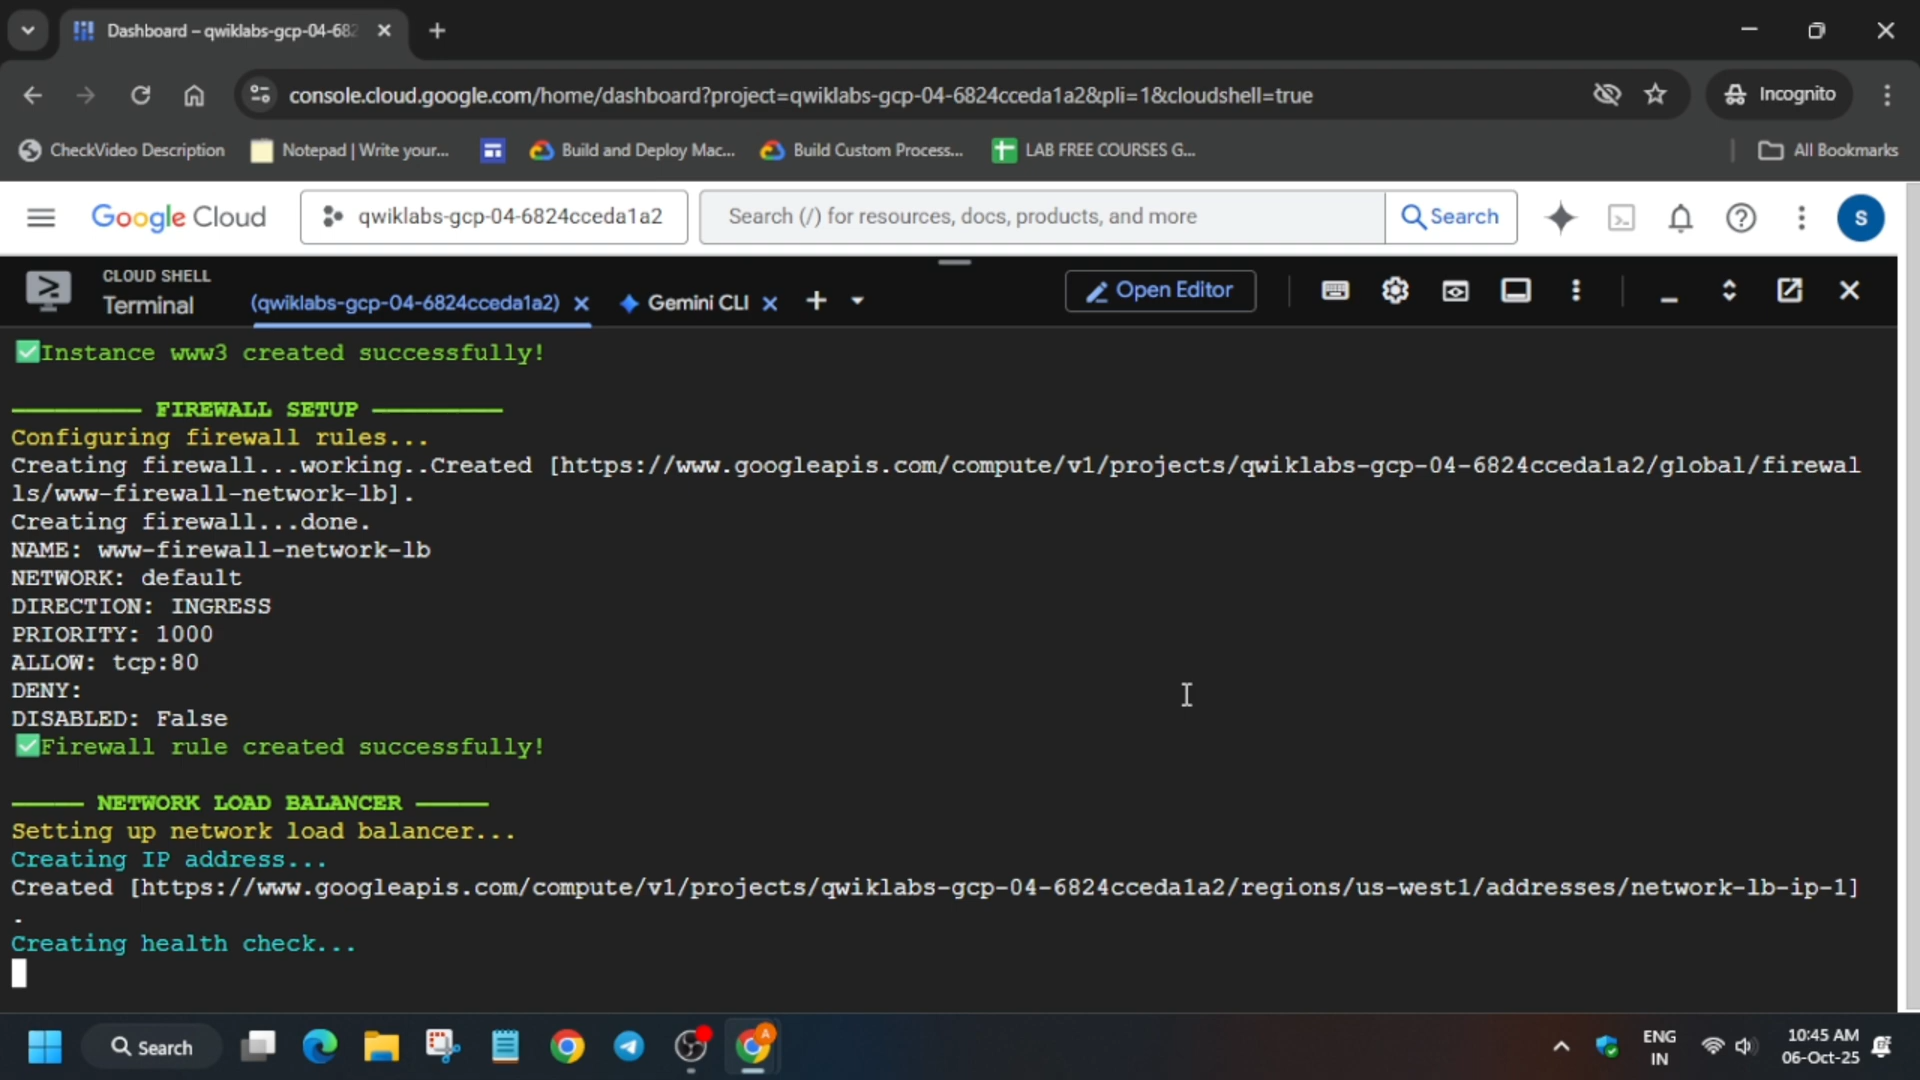 Dashboard – qwiklabs-gcp-04-682
console.cloud.google.com/home/dashboard?project=qwiklabs-gcp-04-6824cceda1a2&pli=1&cloudshell=true
Incognito
CheckVideo Description
Notepad | Write your...
Build and Deploy Mac...
Build Custom Process...
LAB FREE COURSES G...
All Bookmarks
Google Cloud
qwiklabs-gcp-04-6824cceda1a2
Search (/) for resources, docs, products, and more
Search
S
CLOUD SHELL
Terminal
(qwiklabs-gcp-04-6824cceda1a2)
Gemini CLI
Open Editor
✅Instance www3 created successfully!
───────── FIREWALL SETUP ─────────
Configuring firewall rules...
Creating firewall...working..Created [https://www.googleapis.com/compute/v1/projects/qwiklabs-gcp-04-6824cceda1a2/global/firewal
ls/www-firewall-network-lb].
Creating firewall...done.
NAME: www-firewall-network-lb
NETWORK: default
DIRECTION: INGRESS
PRIORITY: 1000
ALLOW: tcp:80
DENY:
DISABLED: False
✅Firewall rule created successfully!
───── NETWORK LOAD BALANCER ─────
Setting up network load balancer...
Creating IP address...
Created [https://www.googleapis.com/compute/v1/projects/qwiklabs-gcp-04-6824cceda1a2/regions/us-west1/addresses/network-lb-ip-1]
.
Creating health check...
Search
ENG
IN
10:45 AM
06-Oct-25